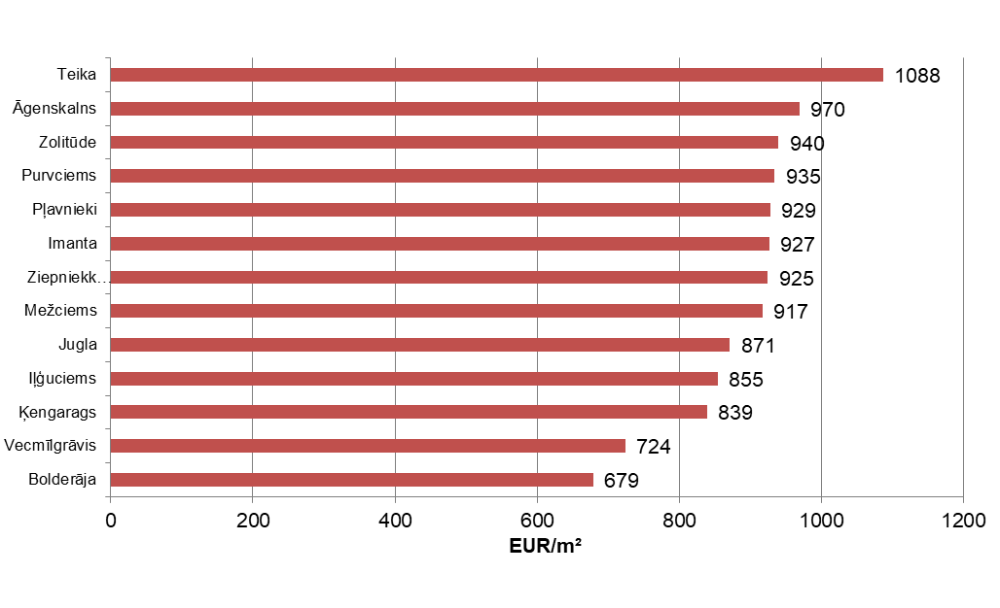 Teika 1088
Āgenskalns 970
Zolitūde 940
Purvciems 935
Pļavnieki 929
Imanta 927
Ziepniekk... 925
Mežciems 917
Jugla 871
Iļģuciems 855
Ķengarags 839
Vecmīlgrāvis 724
Bolderāja 679
0 200 400 600 800 1000 1200
EUR/m²